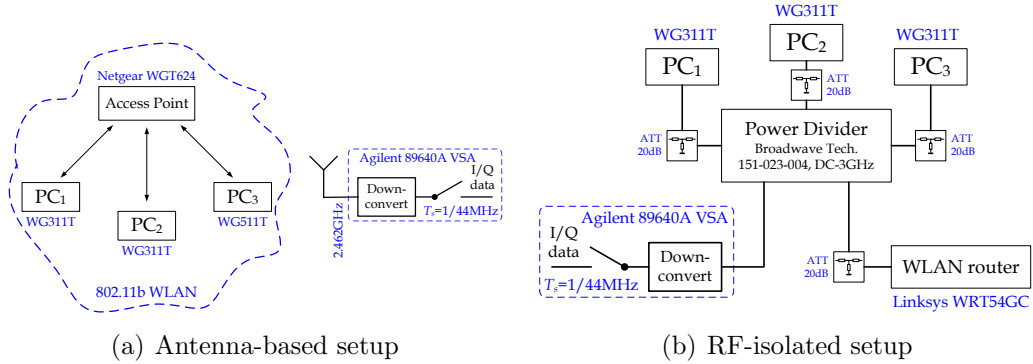 Netgear WGT624
Access Point
PC1
WG311T
PC2
WG311T
PC3
WG511T
802.11b WLAN
2.462GHz
Agilent 89640A VSA
Down-
convert
I/Q
data
Ts=1/44MHz
(a) Antenna-based setup
WG311T
PC1
WG311T
PC2
WG311T
PC3
ATT
20dB
ATT
20dB
ATT
20dB
Power Divider
Broadwave Tech.
151-023-004, DC-3GHz
Agilent 89640A VSA
I/Q
data
Ts=1/44MHz
Down-
convert
ATT
20dB
WLAN router
Linksys WRT54GC
(b) RF-isolated setup